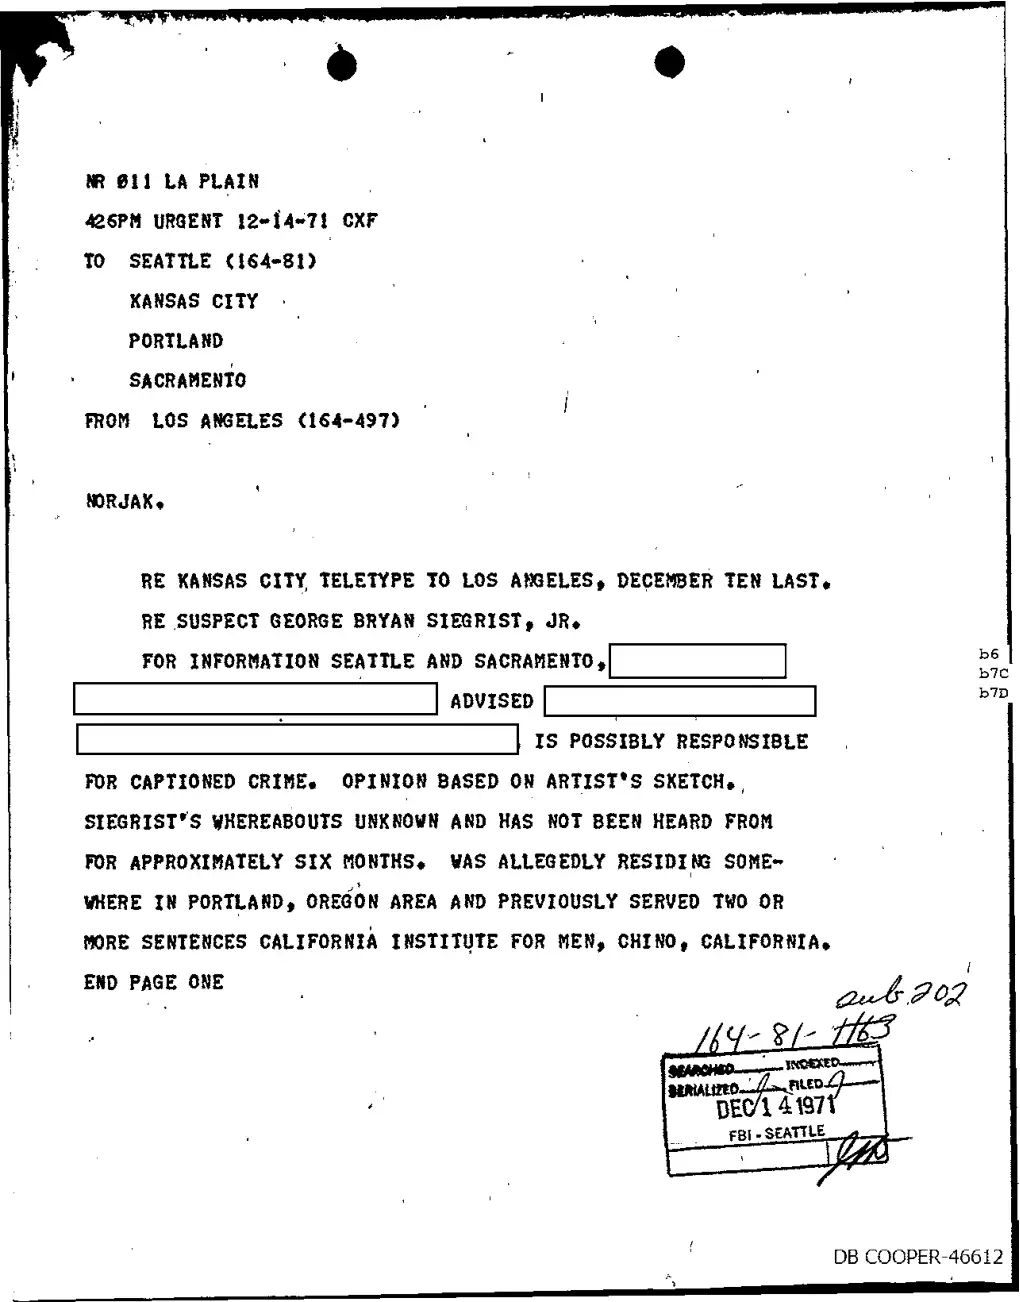 NR 011 LA PLAIN
426PM URGENT 12-14-71 CXF
TO SEATTLE (164-81)
KANSAS CITY
PORTLAND
SACRAMENTO
FROM LOS ANGELES (164-497)
NORJAK.
RE KANSAS CITY TELETYPE TO LOS ANGELES, DECEMBER TEN LAST.
RE SUSPECT GEORGE BRYAN SIEGRIST, JR.
FOR INFORMATION SEATTLE AND SACRAMENTO,
b6
b7C
ADVISED
b7D
IS POSSIBLY RESPONSIBLE
FOR CAPTIONED CRIME. OPINION BASED ON ARTIST'S SKETCH.
SIEGRIST'S WHEREABOUTS UNKNOWN AND HAS NOT BEEN HEARD FROM
FOR APPROXIMATELY SIX MONTHS. WAS ALLEGEDLY RESIDING SOME-
WHERE IN PORTLAND, OREGON AREA AND PREVIOUSLY SERVED TWO OR
MORE SENTENCES CALIFORNIA INSTITUTE FOR MEN, CHINO, CALIFORNIA.
END PAGE ONE
sub 202
164-81-1163
SEARCHED INDEXED
SERIALIZED FILED
DEC 14 1971
FBI - SEATTLE
DB COOPER-46612